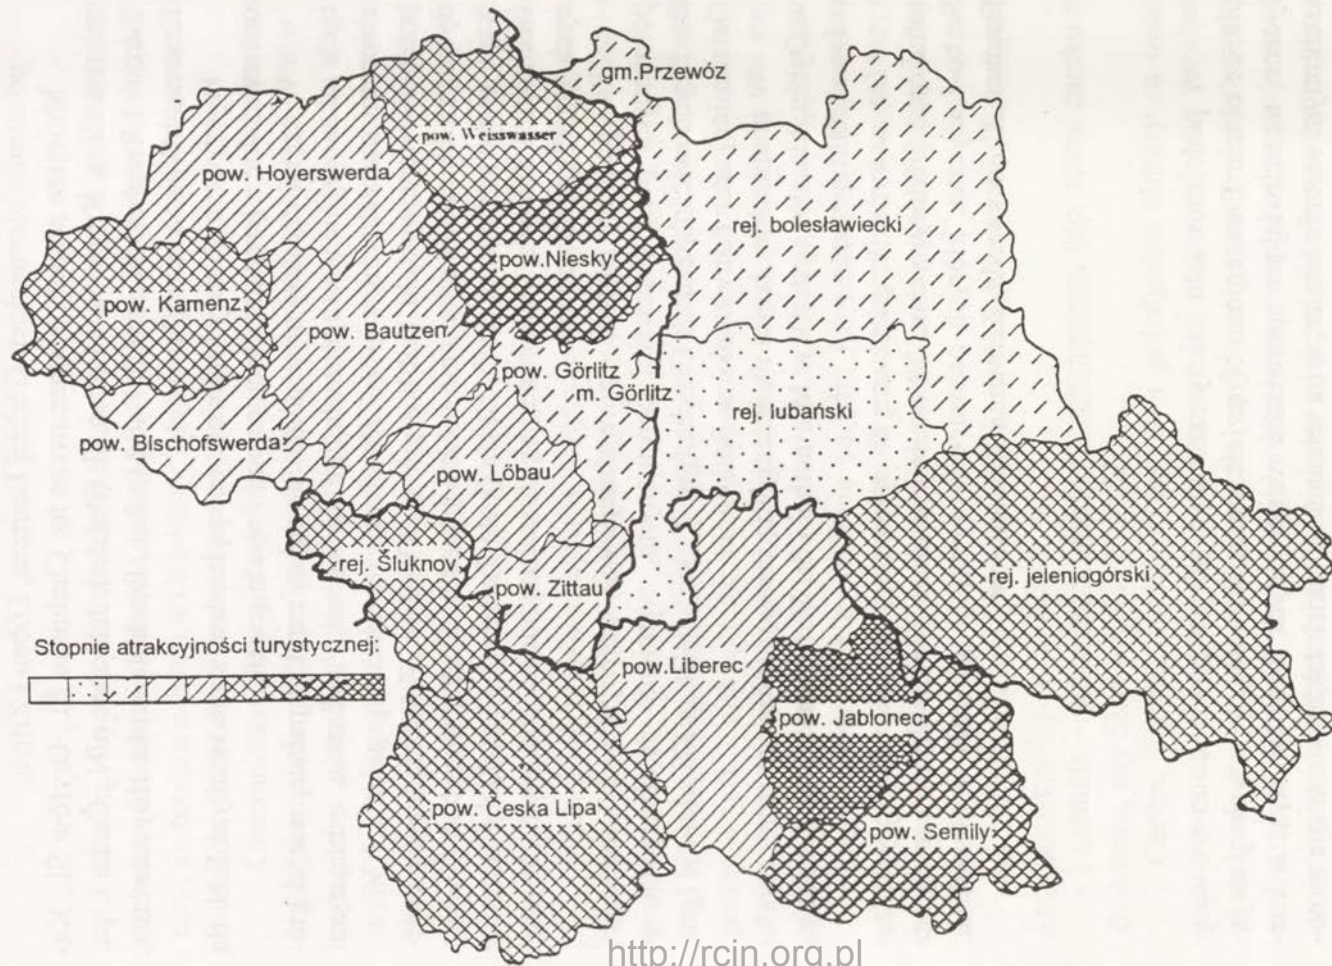 gm.Przewóz
pow. Weisswasser
pow. Hoyerswerda
rej. bolesławiecki
pow.Niesky
pow. Kamenz
pow. Bautzen
pow. Görlitz
m. Görlitz
rej. lubański
pow. Bischofswerda
pow. Löbau
rej. Šluknov
pow. Zittau
rej. jeleniogórski
Stopnie atrakcyjności turystycznej:
pow.Liberec
pow. Jablonec
pow. Česka Lipa
pow. Semily
http://rcin.org.pl